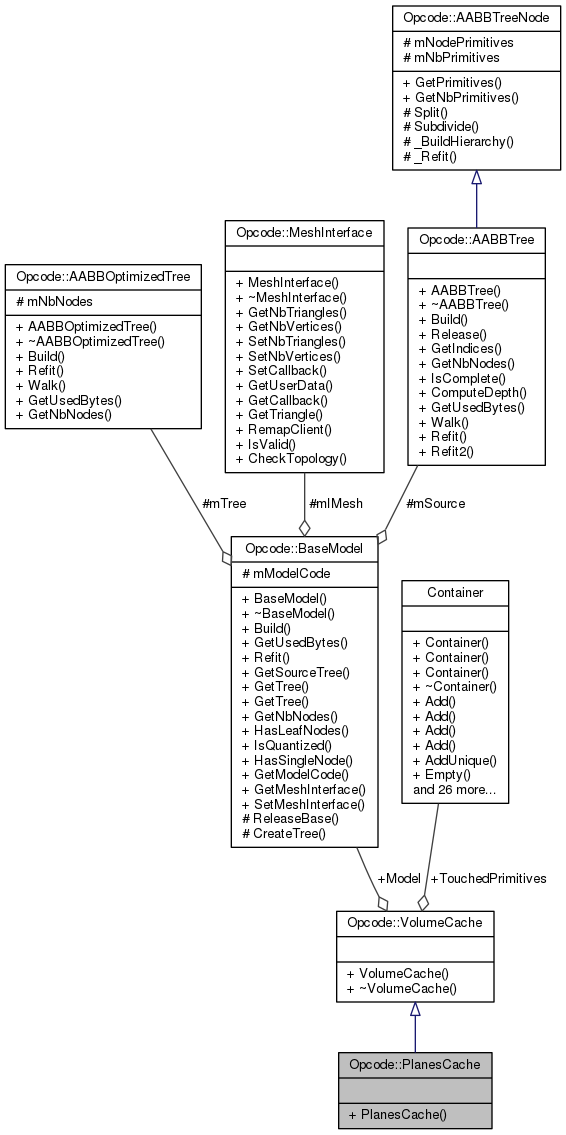 Opcode::AABBTreeNode
# mNodePrimitives
# mNbPrimitives
+ GetPrimitives()
+ GetNbPrimitives()
# Split()
# Subdivide()
# _BuildHierarchy()
# _Refit()
Opcode::MeshInterface
+ MeshInterface()
+ ~MeshInterface()
+ GetNbTriangles()
+ GetNbVertices()
+ SetNbTriangles()
+ SetNbVertices()
+ SetCallback()
+ GetUserData()
+ GetCallback()
+ GetTriangle()
+ RemapClient()
+ IsValid()
+ CheckTopology()
Opcode::AABBTree
+ AABBTree()
+ ~AABBTree()
+ Build()
+ Release()
+ GetIndices()
+ GetNbNodes()
+ IsComplete()
+ ComputeDepth()
+ GetUsedBytes()
+ Walk()
+ Refit()
+ Refit2()
Opcode::AABBOptimizedTree
# mNbNodes
+ AABBOptimizedTree()
+ ~AABBOptimizedTree()
+ Build()
+ Refit()
+ Walk()
+ GetUsedBytes()
+ GetNbNodes()
#mTree
#mIMesh
#mSource
Opcode::BaseModel
# mModelCode
+ BaseModel()
+ ~BaseModel()
+ Build()
+ GetUsedBytes()
+ Refit()
+ GetSourceTree()
+ GetTree()
+ GetTree()
+ GetNbNodes()
+ HasLeafNodes()
+ IsQuantized()
+ HasSingleNode()
+ GetModelCode()
+ GetMeshInterface()
+ SetMeshInterface()
# ReleaseBase()
# CreateTree()
Container
+ Container()
+ Container()
+ Container()
+ ~Container()
+ Add()
+ Add()
+ Add()
+ Add()
+ AddUnique()
+ Empty()
and 26 more...
+Model
+TouchedPrimitives
Opcode::VolumeCache
+ VolumeCache()
+ ~VolumeCache()
Opcode::PlanesCache
+ PlanesCache()